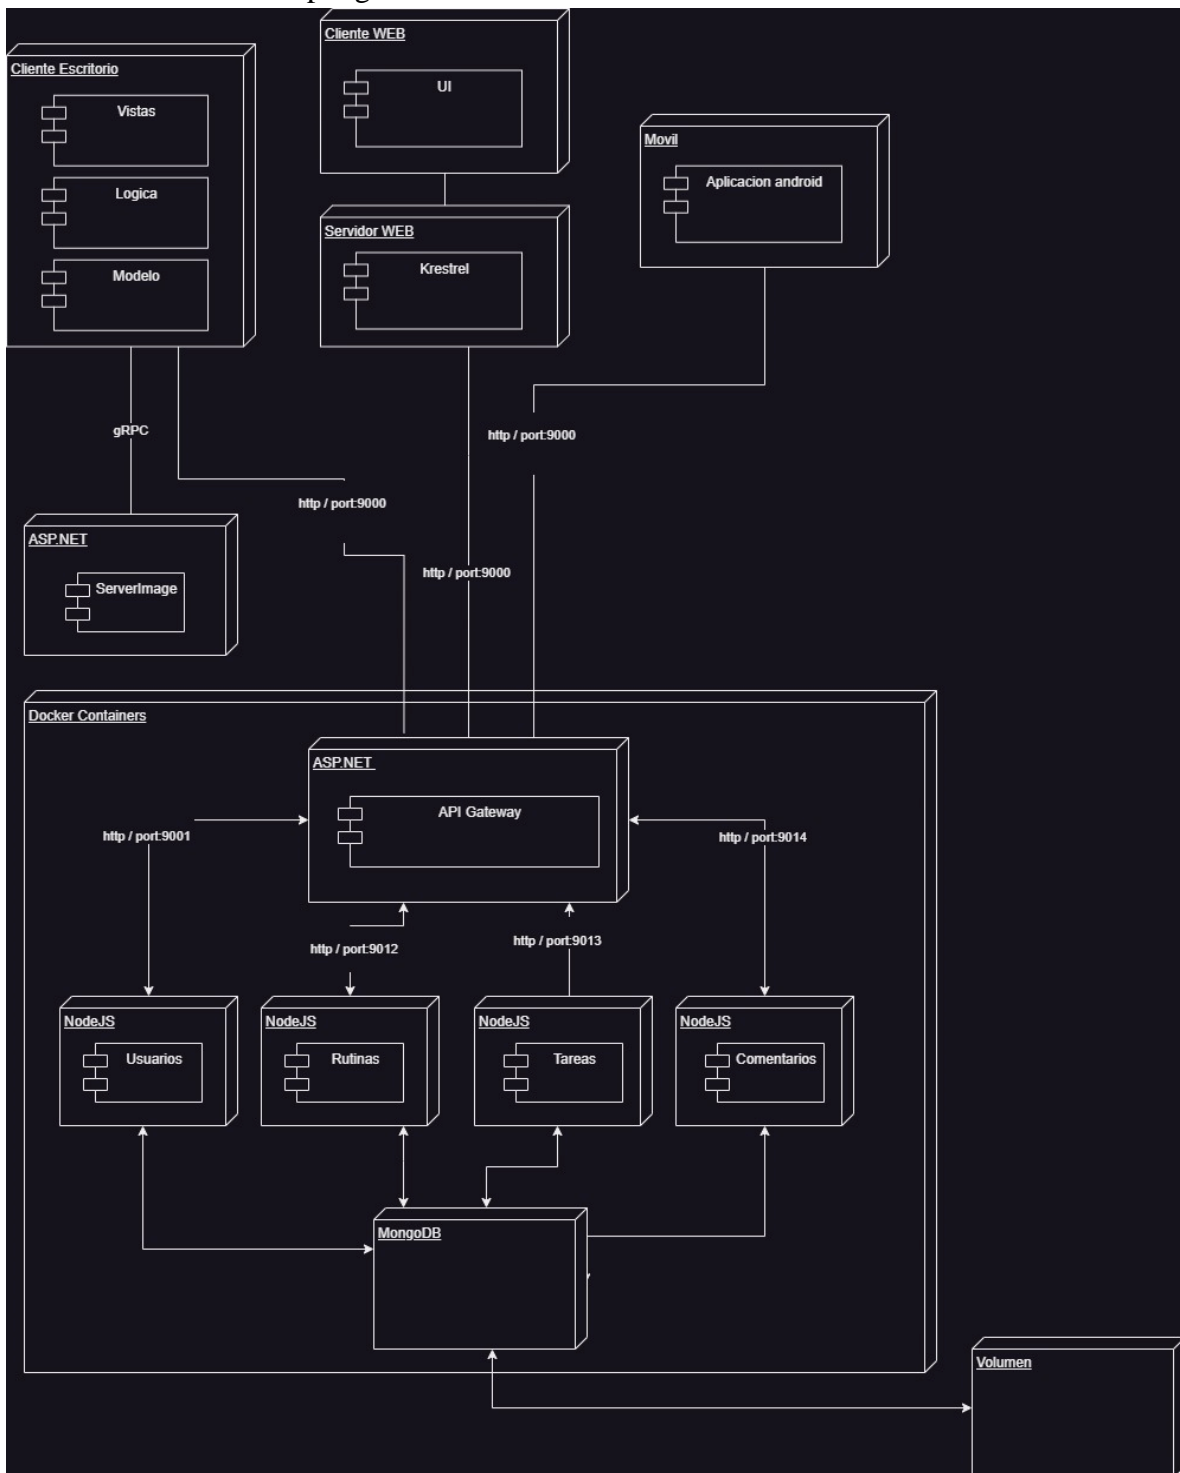 Cliente WEB
UI
Cliente Escritorio
Vistas
Logica
Modelo
Movil
Aplicacion android
Servidor WEB
Krestrel
gRPC
http / port:9000
http / port:9000
http / port:9000
ASP.NET
ServerImage
Docker Containers
ASP.NET
API Gateway
http / port:9001
http / port:9014
http / port:9012
http / port:9013
NodeJS
Usuarios
NodeJS
Rutinas
NodeJS
Tareas
NodeJS
Comentarios
MongoDB
Volumen